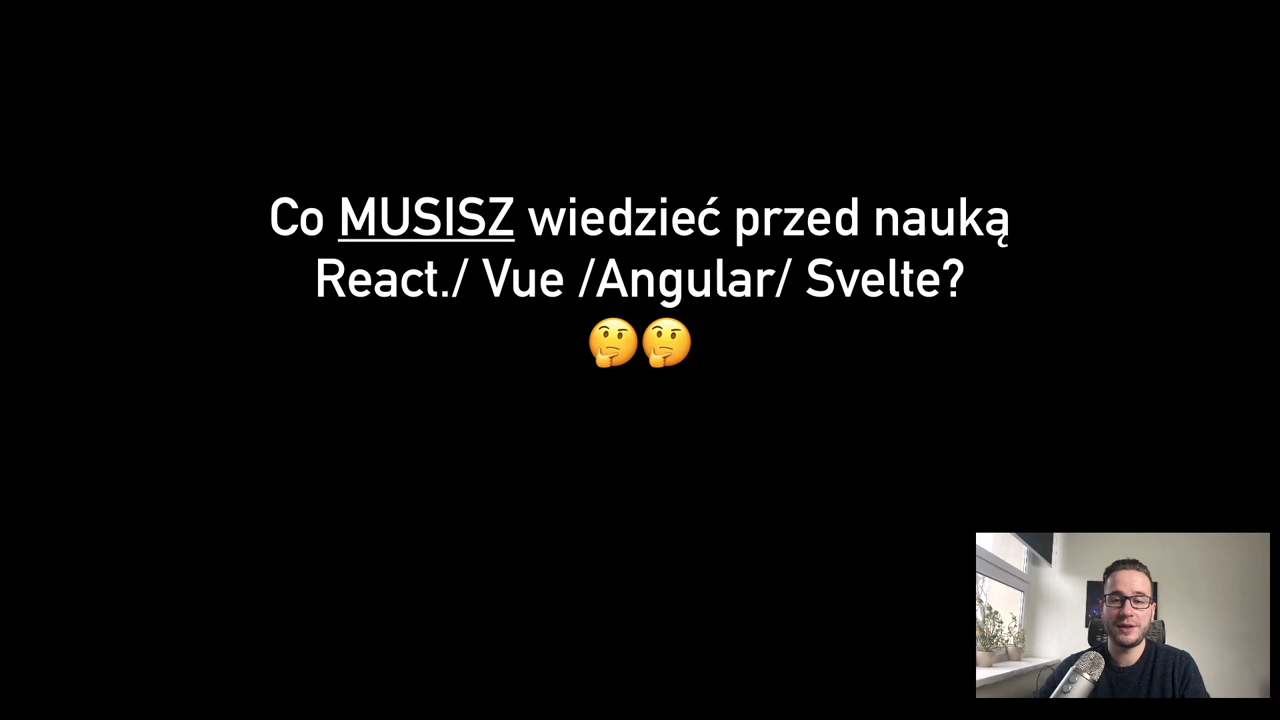 Co MUSISZ wiedzieć przed nauką
React./ Vue /Angular/ Svelte?
🤔🤔